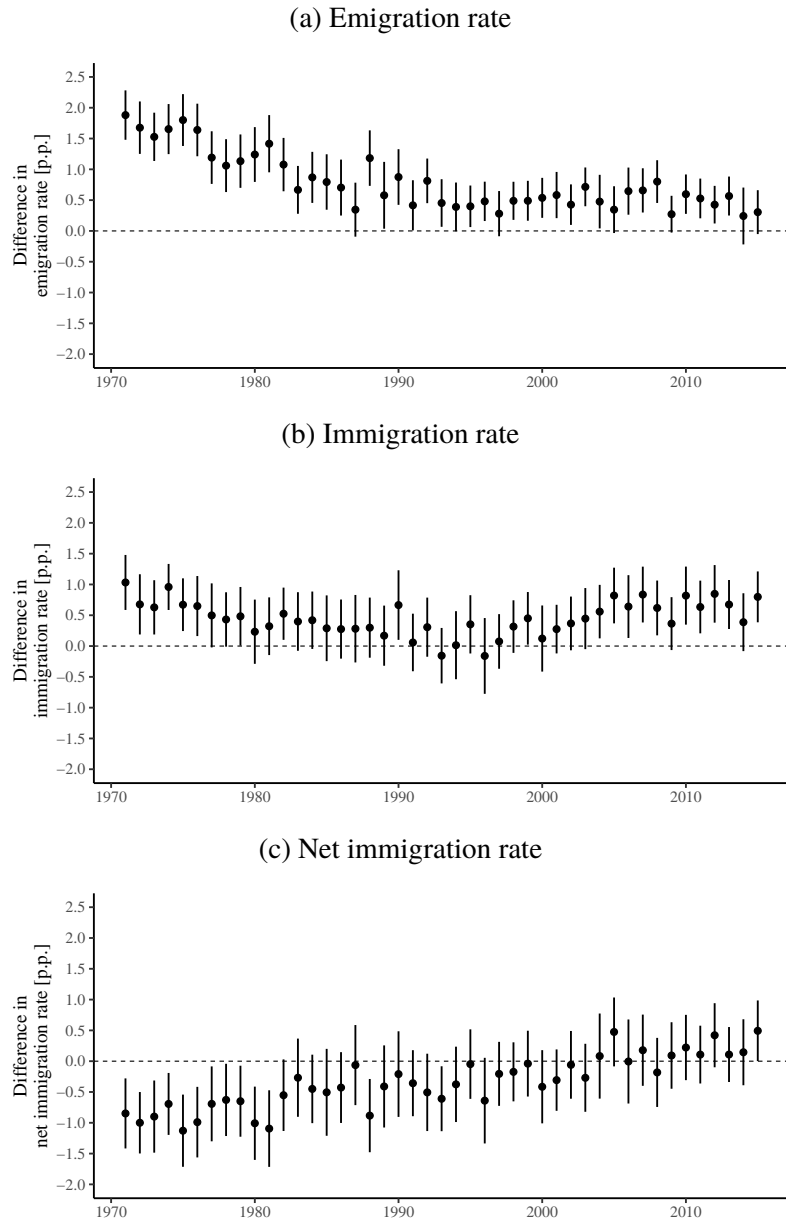 (a) Emigration rate
2.5
2.0
1.5
1.0
0.5
0.0
−0.5
−1.0
−1.5
−2.0
Difference in
emigration rate [p.p.]
1970 1980 1990 2000 2010
(b) Immigration rate
2.5
2.0
1.5
1.0
0.5
0.0
−0.5
−1.0
−1.5
−2.0
Difference in
immigration rate [p.p.]
1970 1980 1990 2000 2010
(c) Net immigration rate
2.5
2.0
1.5
1.0
0.5
0.0
−0.5
−1.0
−1.5
−2.0
Difference in
net immigration rate [p.p.]
1970 1980 1990 2000 2010